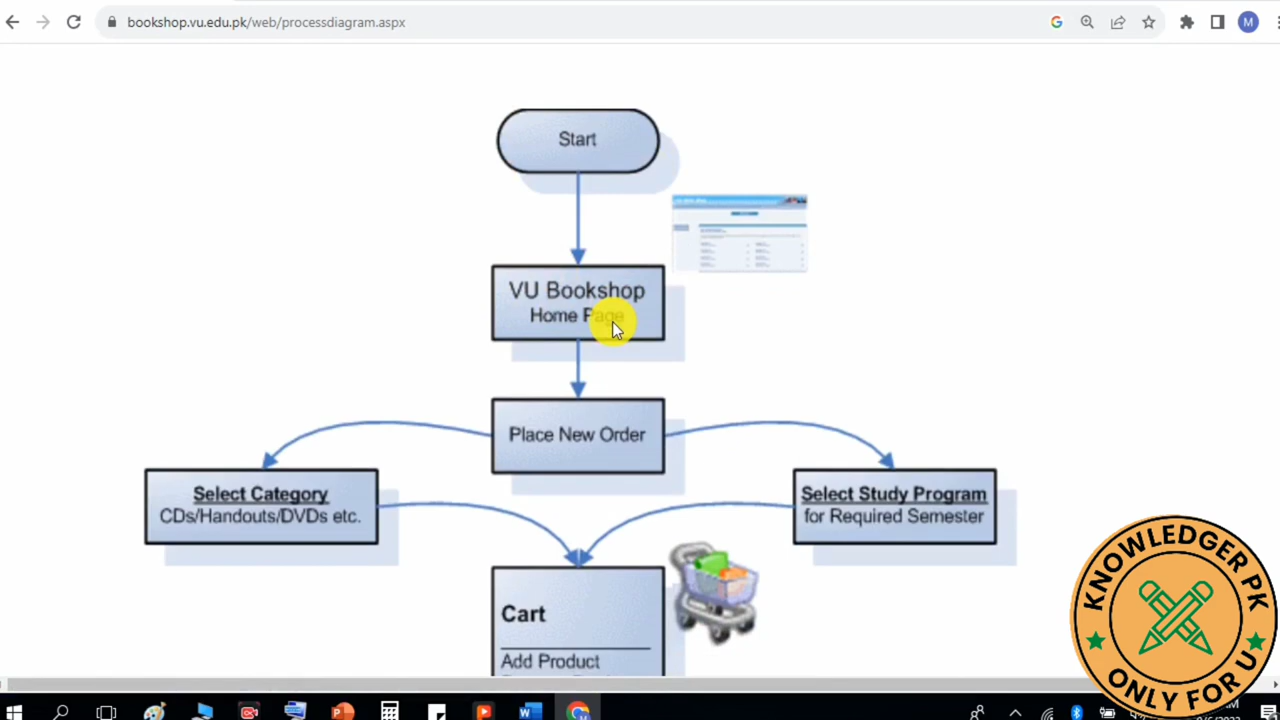 bookshop.vu.edu.pk/web/processdiagram.aspx
G
M
Start
VU Bookshop
Home Page
Place New Order
Select Category
CDs/Handouts/DVDs etc.
Select Study Program
for Required Semester
Cart
Add Product
KNOWLEDGER PK
ONLY FOR U